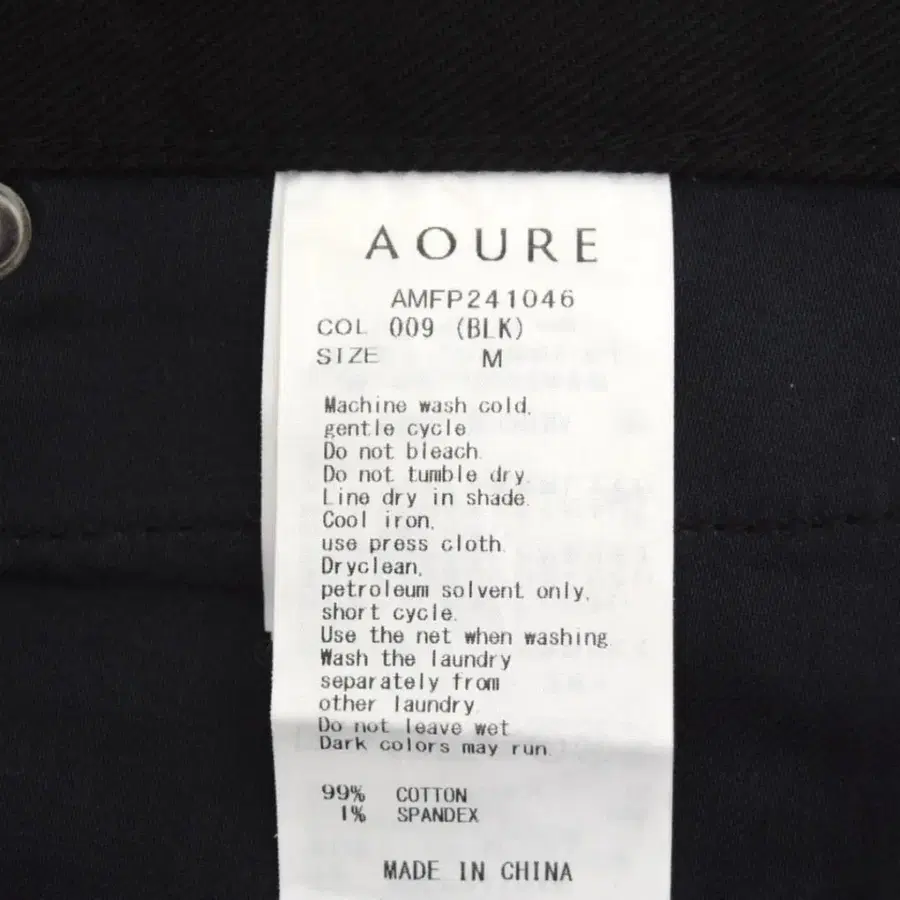 AOURE
AMFP241046
COL 009 (BLK)
SIZE M
Machine wash cold,
gentle cycle.
Do not bleach.
Do not tumble dry.
Line dry in shade.
Cool iron,
use press cloth.
Dryclean,
petroleum solvent only,
short cycle.
Use the net when washing.
Wash the laundry
separately from
other laundry.
Do not leave wet
Dark colors may run.
99% COTTON
1% SPANDEX
MADE IN CHINA